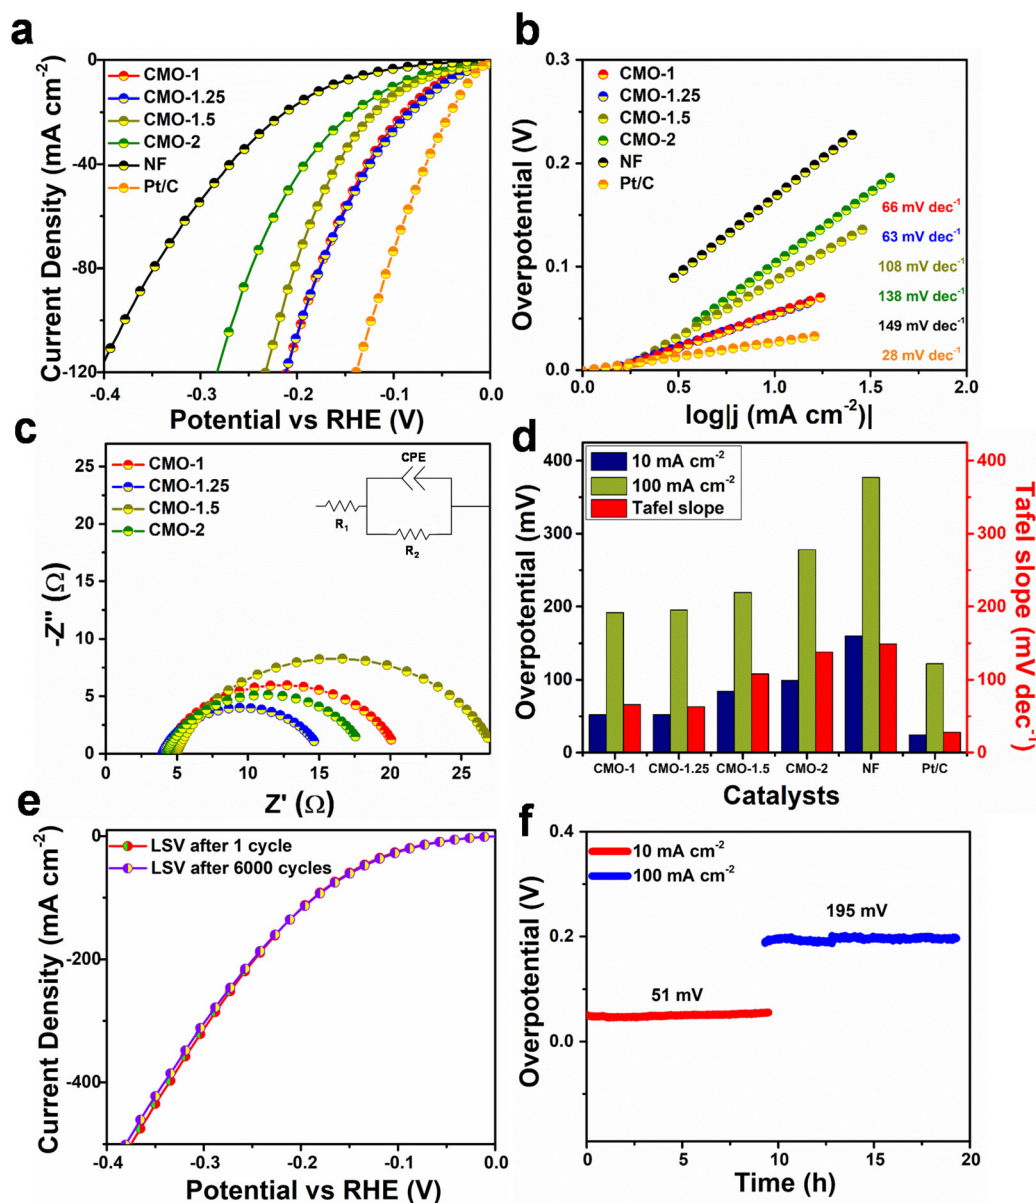 a
0
-40
-80
-120
-0.4 -0.3 -0.2 -0.1 0.0
Current Density (mA cm⁻²)
Potential vs RHE (V)
CMO-1
CMO-1.25
CMO-1.5
CMO-2
NF
Pt/C
b
0.3
0.2
0.1
0.0
0.0 0.5 1.0 1.5 2.0
Overpotential (V)
log|j (mA cm⁻²)|
CMO-1
CMO-1.25
CMO-1.5
CMO-2
NF
Pt/C
66 mV dec⁻¹
63 mV dec⁻¹
108 mV dec⁻¹
138 mV dec⁻¹
149 mV dec⁻¹
28 mV dec⁻¹
c
25
20
15
10
5
0
0 5 10 15 20 25
-Z'' (Ω)
Z' (Ω)
CMO-1
CMO-1.25
CMO-1.5
CMO-2
CPE
R₁
R₂
d
400
300
200
100
0
Overpotential (mV)
10 mA cm⁻²
100 mA cm⁻²
Tafel slope
400
300
200
100
0
Tafel slope (mV dec⁻¹)
CMO-1 CMO-1.25 CMO-1.5 CMO-2 NF Pt/C
Catalysts
e
0
-200
-400
-0.4 -0.3 -0.2 -0.1 0.0
Current Density (mA cm⁻²)
Potential vs RHE (V)
LSV after 1 cycle
LSV after 6000 cycles
f
0.4
0.2
0.0
0 5 10 15 20
Overpotential (V)
Time (h)
10 mA cm⁻²
100 mA cm⁻²
195 mV
51 mV